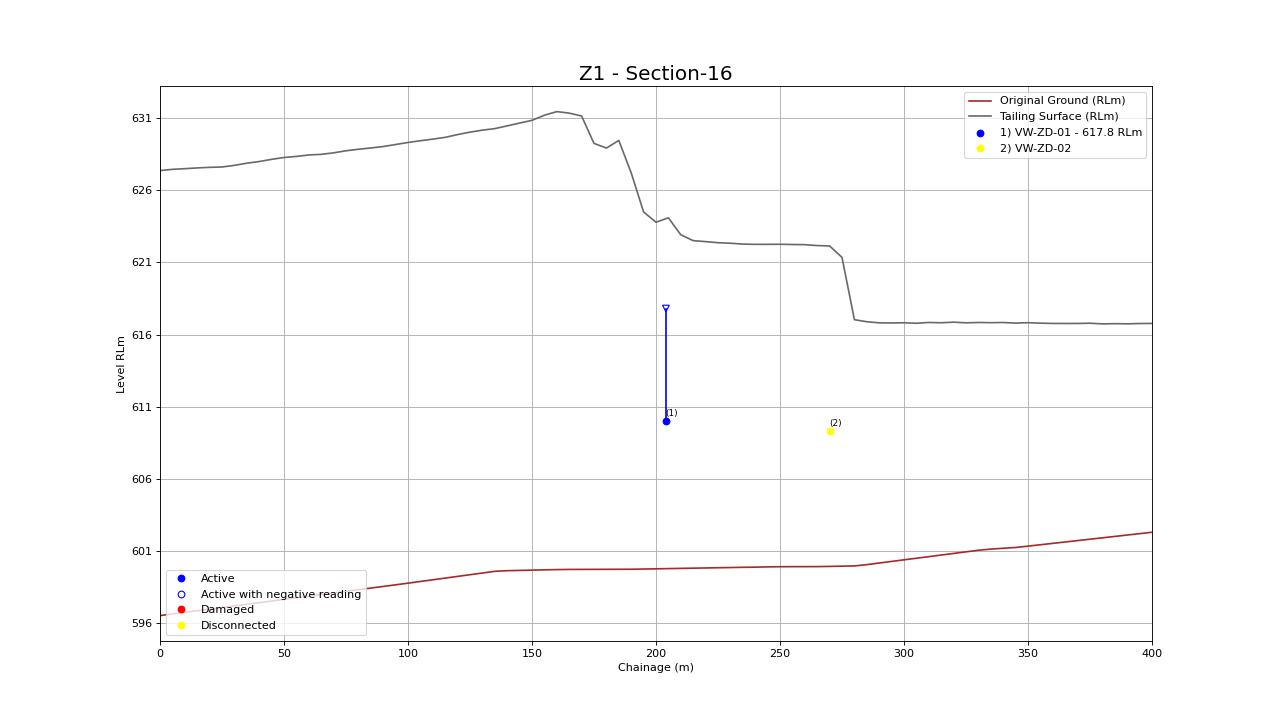 Z1 - Section-16
Original Ground (RLm)
Tailing Surface (RLm)
1) VW-ZD-01 - 617.8 RLm
2) VW-ZD-02
631
626
621
616
611
606
601
596
Level RLm
(1)
(2)
Active
Active with negative reading
Damaged
Disconnected
0 50 100 150 200 250 300 350 400
Chainage (m)